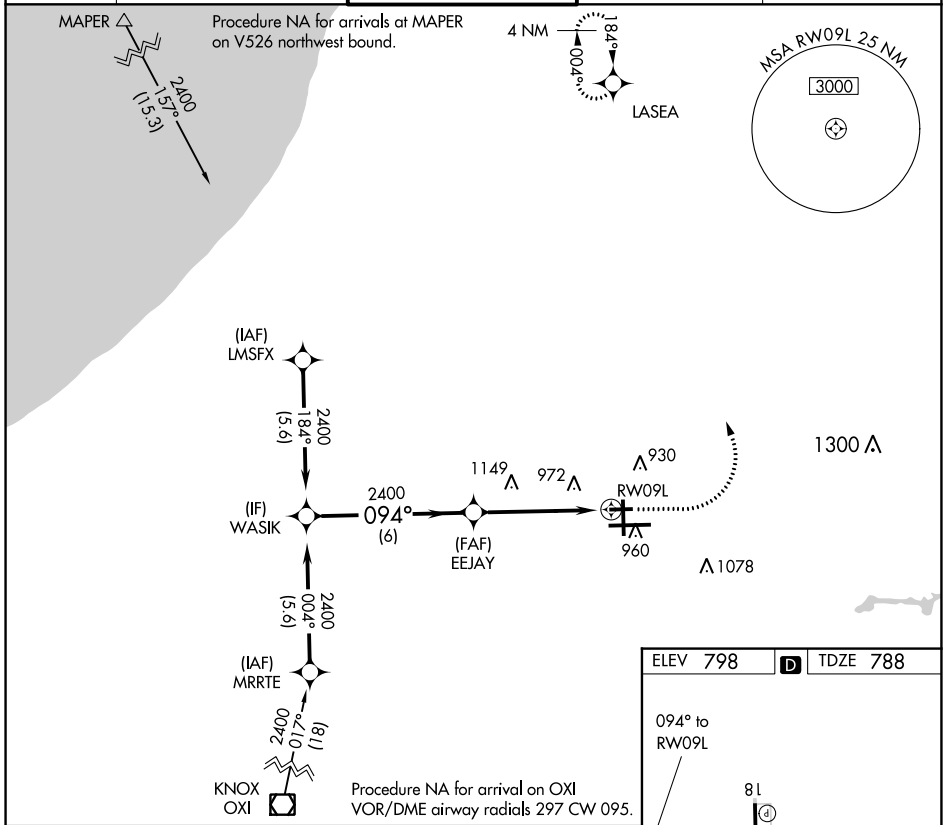 MAPER
Procedure NA for arrivals at MAPER
on V526 northwest bound.
4 NM
184°
004°
LASEA
MSA RW09L 25 NM
3000
2400
157°
(15.3)
(IAF)
LMSFX
2400
184°
(5.6)
1300
1149
972
930
RW09L
(IF)
WASIK
2400
094°
(6)
(FAF)
EEJAY
960
1078
2400
004°
(5.6)
(IAF)
MRRTE
2400
017°
(18)
KNOX
OXI
Procedure NA for arrival on OXI
VOR/DME airway radials 297 CW 095.
ELEV 798
D
TDZE 788
094° to
RW09L
18
P